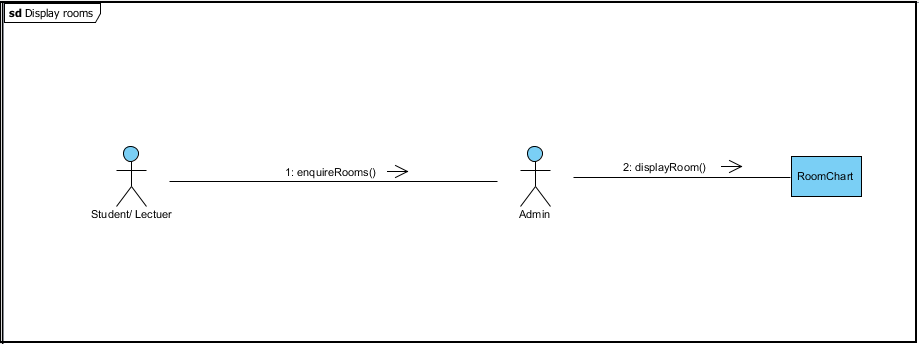 sd Display rooms
1: enquireRooms()
2: displayRoom()
RoomChart
Student/ Lectuer
Admin